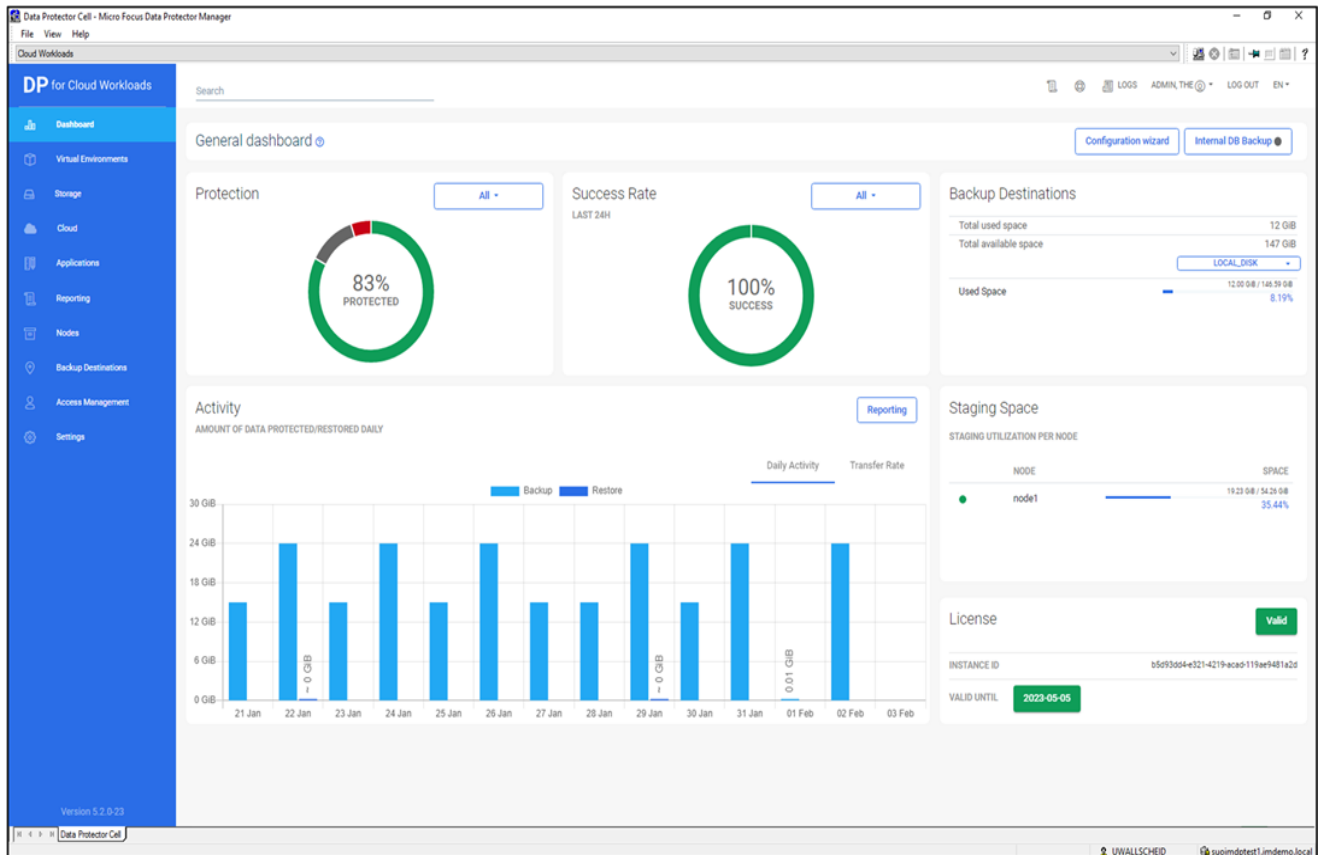 Data Protector Cell - Micro Focus Data Protector Manager
File View Help
Cloud Workloads
DP for Cloud Workloads
Search
LOGS ADMIN, THE LOG OUT EN
Dashboard
Virtual Environments
Storage
Cloud
Applications
Reporting
Nodes
Backup Destinations
Access Management
Settings
Version 5.2.0-23
General dashboard
Configuration wizard
Internal DB Backup
Protection
All
83%
PROTECTED
Success Rate
LAST 24H
All
100%
SUCCESS
Backup Destinations
Total used space 12 GiB
Total available space 147 GiB
LOCAL_DISK
Used Space 12.00 GiB / 146.59 GiB
8.19%
Activity
Reporting
AMOUNT OF DATA PROTECTED/RESTORED DAILY
Daily Activity Transfer Rate
Backup Restore
30 GiB
24 GiB
18 GiB
12 GiB
6 GiB
0 GiB
~ 0 GiB
~ 0 GiB
0.01 GiB
21 Jan 22 Jan 23 Jan 24 Jan 25 Jan 26 Jan 27 Jan 28 Jan 29 Jan 30 Jan 31 Jan 01 Feb 02 Feb 03 Feb
Staging Space
STAGING UTILIZATION PER NODE
NODE SPACE
node1 19.23 GiB / 54.26 GiB
35.44%
License
Valid
INSTANCE ID b5d93dd4-e321-4219-acad-119ae9481a2d
VALID UNTIL 2023-05-05
Data Protector Cell
UWALLSCHEID suoimdptest1.imdemo.local